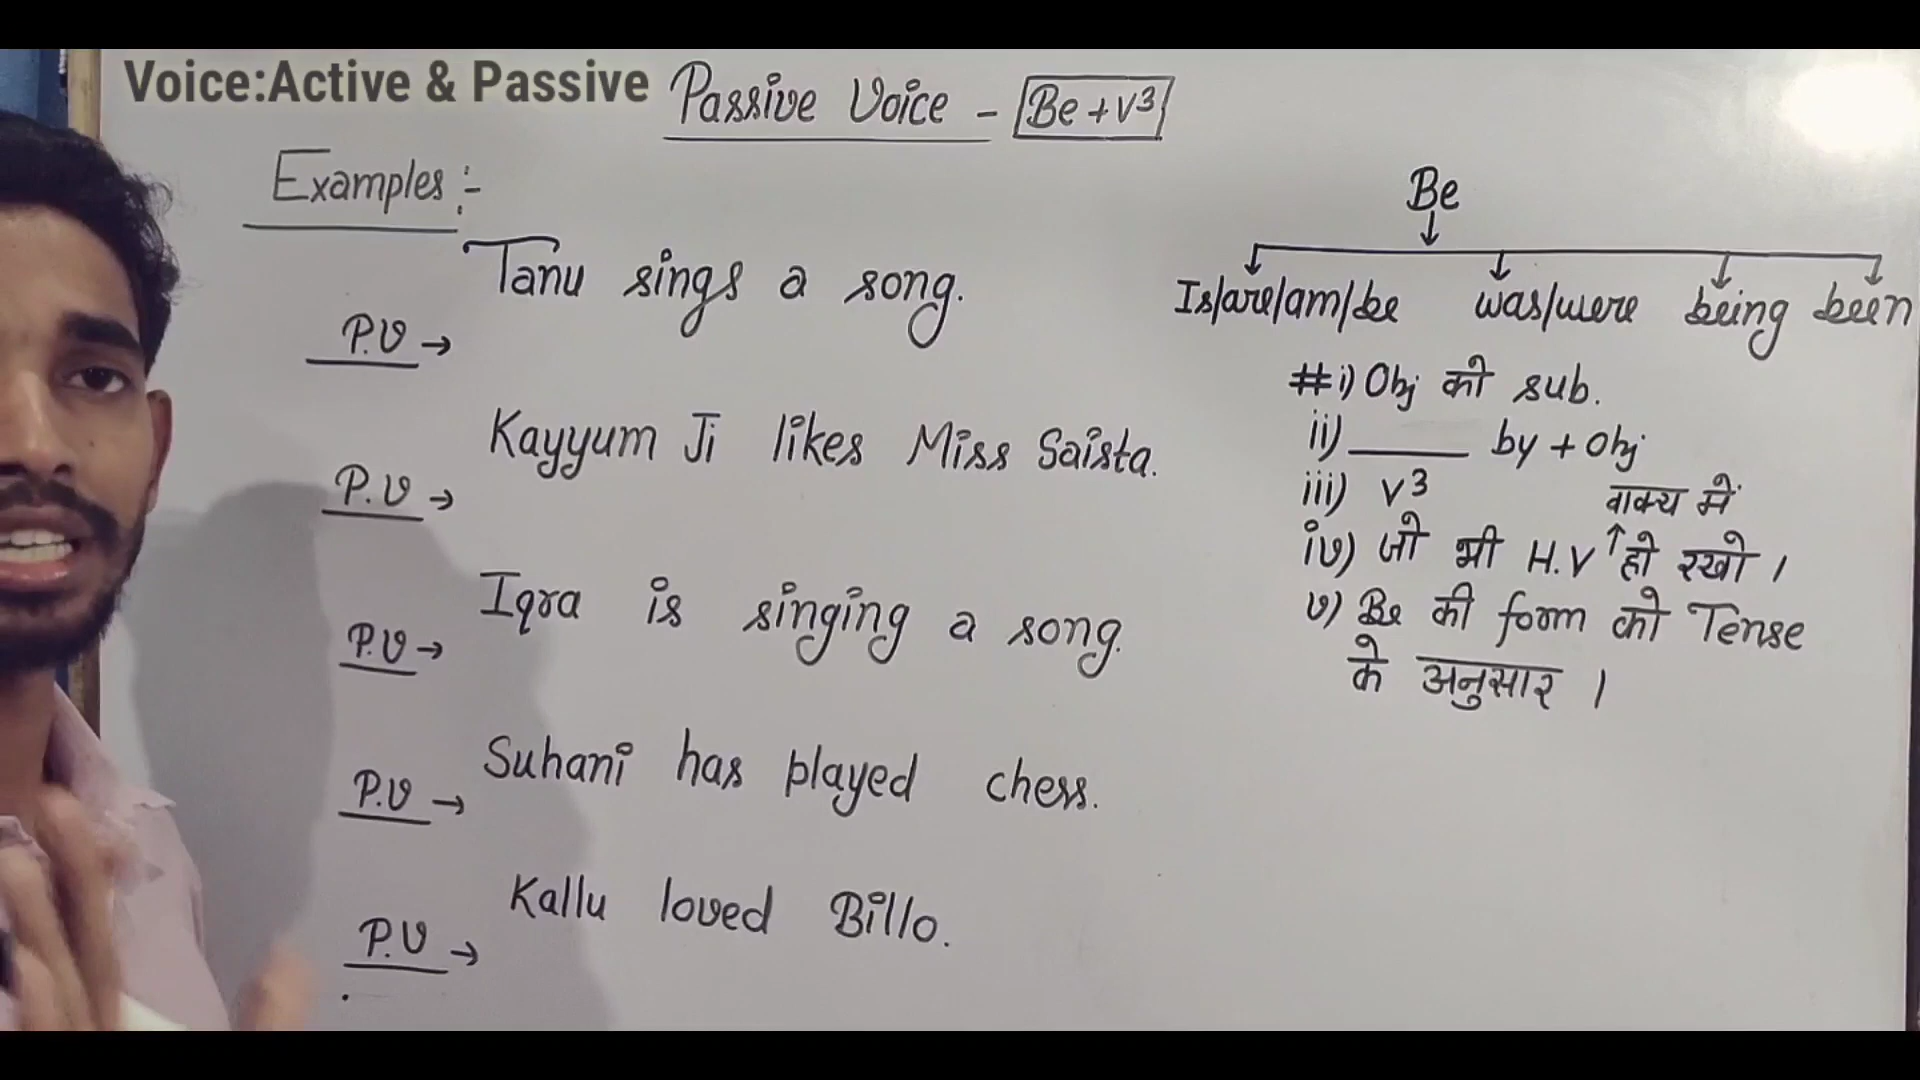 Voice:Active & Passive
Passive Voice - Be + V³
Examples :-
Tanu sings a song.
P.V →
Kayyum Ji likes Miss Saista.
P.V →
Iqra is singing a song.
P.V →
Suhani has played chess.
P.V →
Kallu loved Billo.
P.V →
Be
Is/are/am/be was/were being been
# i) Obj को sub.
ii) ____ by + Obj
iii) V³
वाक्य में
iv) जो भी H.V ↑ हो रखो ।
v) Be की form को Tense
के अनुसार ।